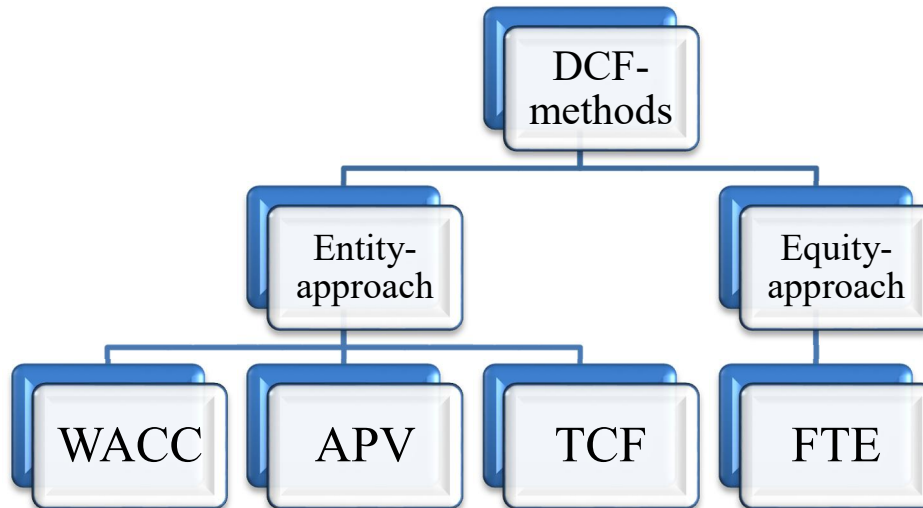 DCF-
methods
Entity-
approach
Equity-
approach
WACC
APV
TCF
FTE